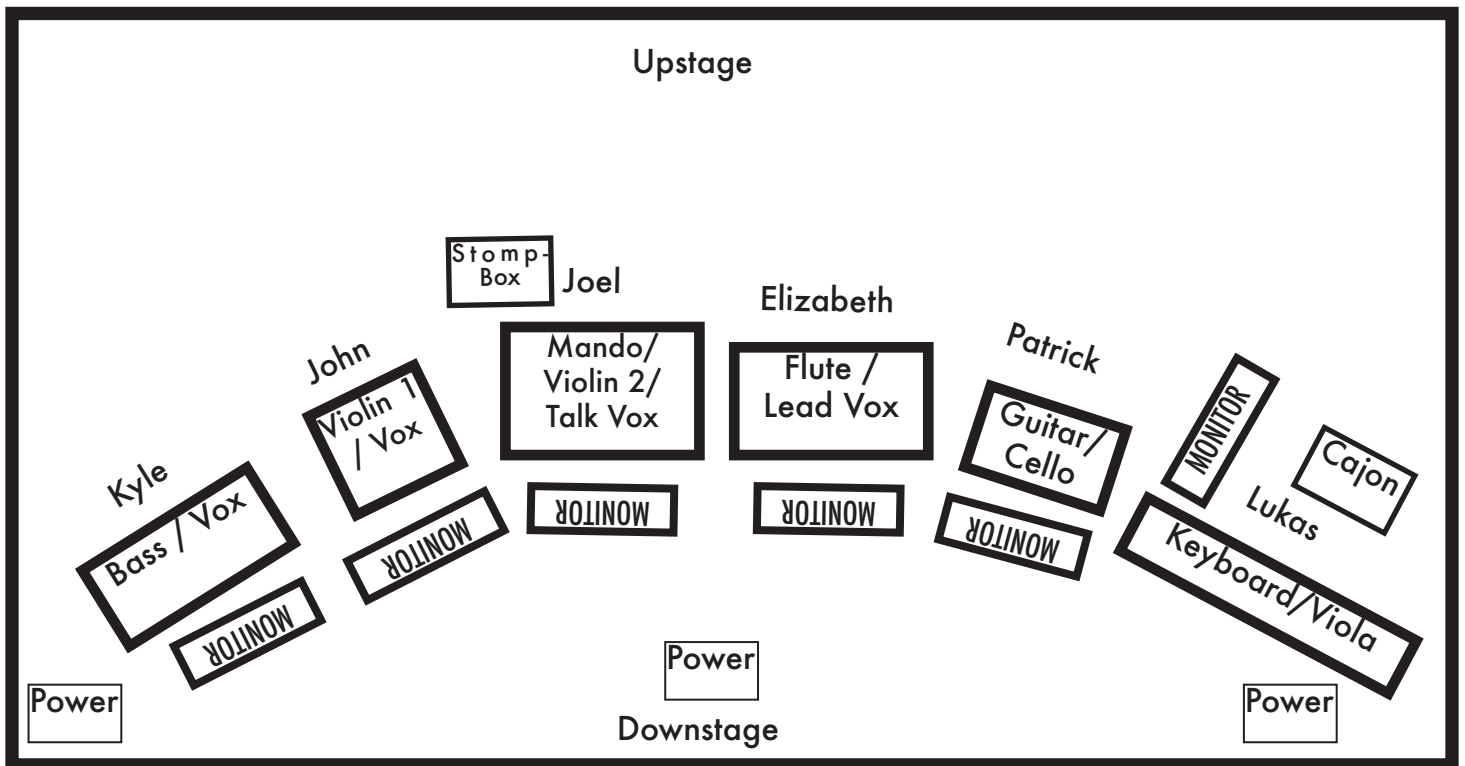 Upstage
Stomp-
Box
Joel
Elizabeth
Patrick
John
Kyle
Mando/
Violin 2/
Talk Vox
Flute /
Lead Vox
Guitar/
Cello
Violin 1
/ Vox
Bass / Vox
MONITOR
MONITOR
MONITOR
MONITOR
MONITOR
MONITOR
Cajon
Lukas
Keyboard/Viola
Power
Power
Power
Downstage